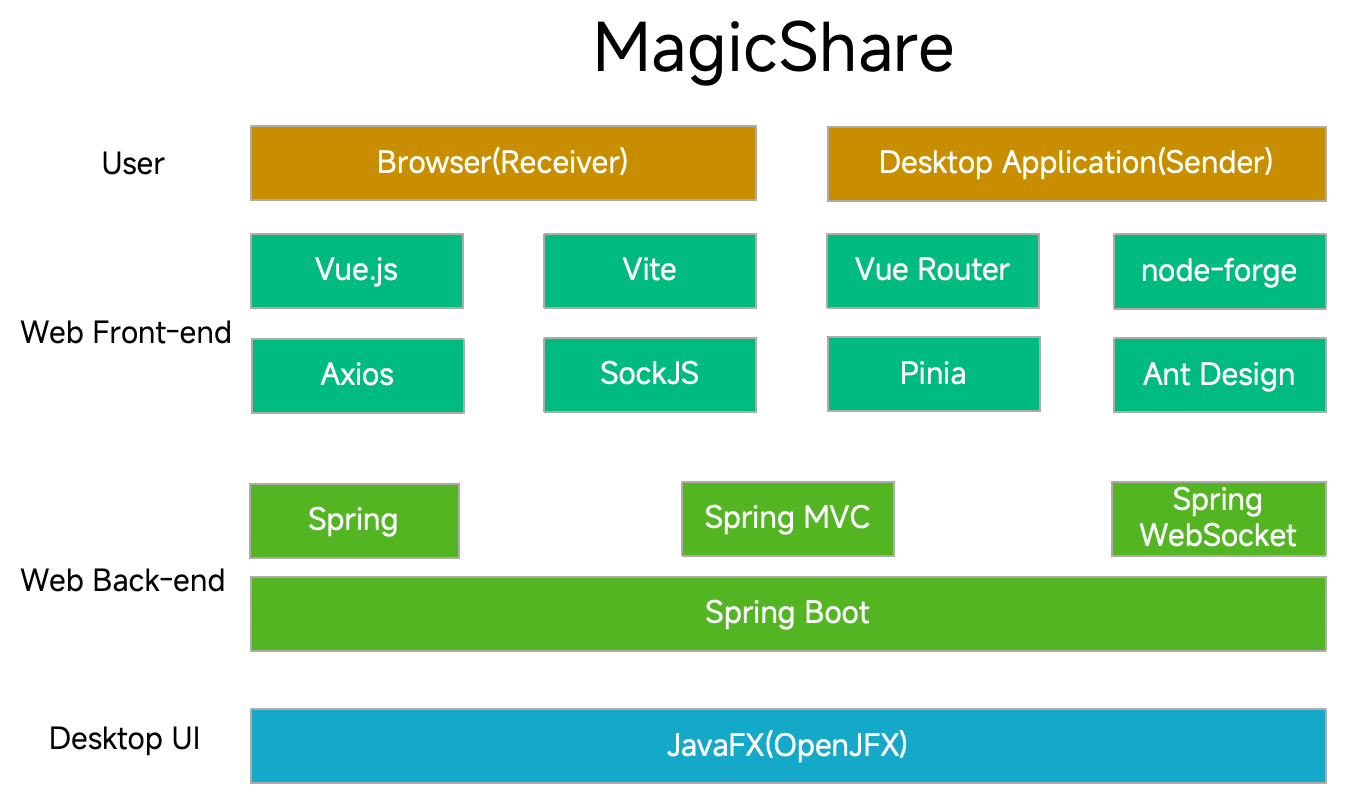 MagicShare
User
Browser(Receiver)
Desktop Application(Sender)
Web Front-end
Vue.js
Vite
Vue Router
node-forge
Axios
SockJS
Pinia
Ant Design
Web Back-end
Spring
Spring MVC
Spring
WebSocket
Spring Boot
Desktop UI
JavaFX(OpenJFX)